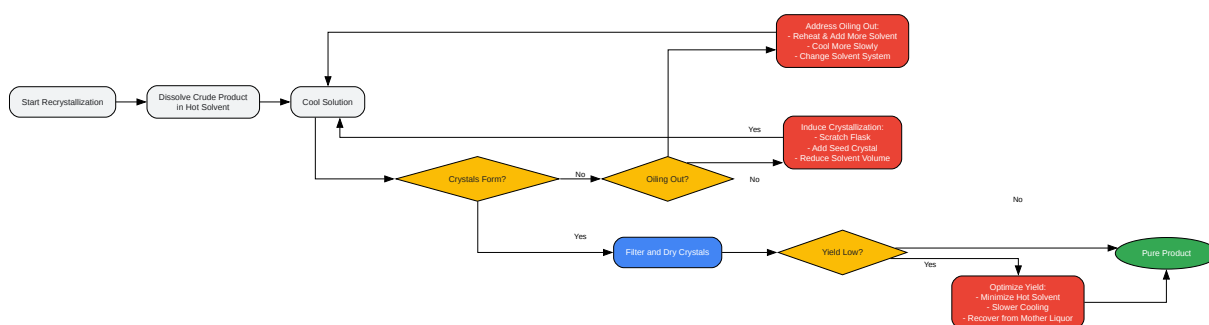 Address Oiling Out:
- Reheat & Add More Solvent
- Cool More Slowly
- Change Solvent System
Start Recrystallization
Dissolve Crude Product
in Hot Solvent
Cool Solution
Yes
Induce Crystallization:
- Scratch Flask
- Add Seed Crystal
- Reduce Solvent Volume
Crystals Form?
No
Oiling Out?
No
No
Yes
Filter and Dry Crystals
Yield Low?
Yes
Pure Product
Optimize Yield:
- Minimize Hot Solvent
- Slower Cooling
- Recover from Mother Liquor